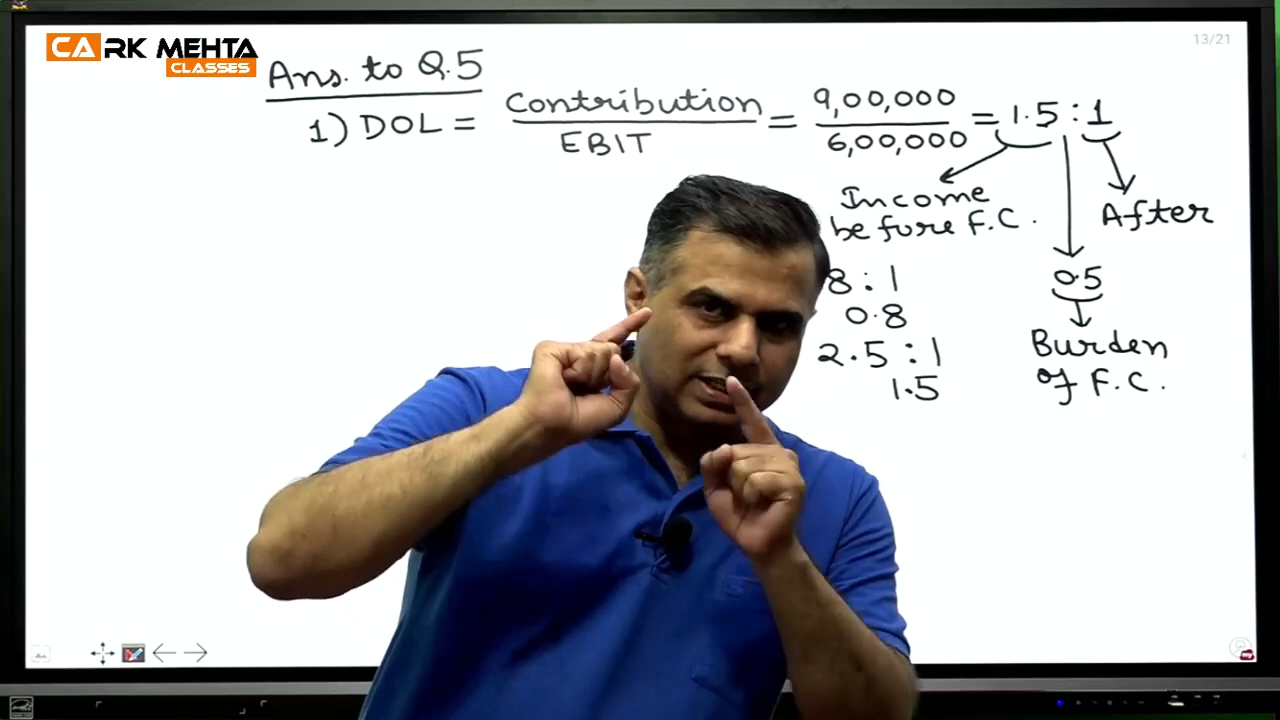 CA RK MEHTA
CLASSES
13/21
Ans. to Q.5
1) DOL = Contribution / EBIT = 9,00,000 / 6,00,000 = 1.5 : 1
Income before F.C.
After
0.5
Burden of F.C.
8 : 1
0.8
2.5 : 1
1.5